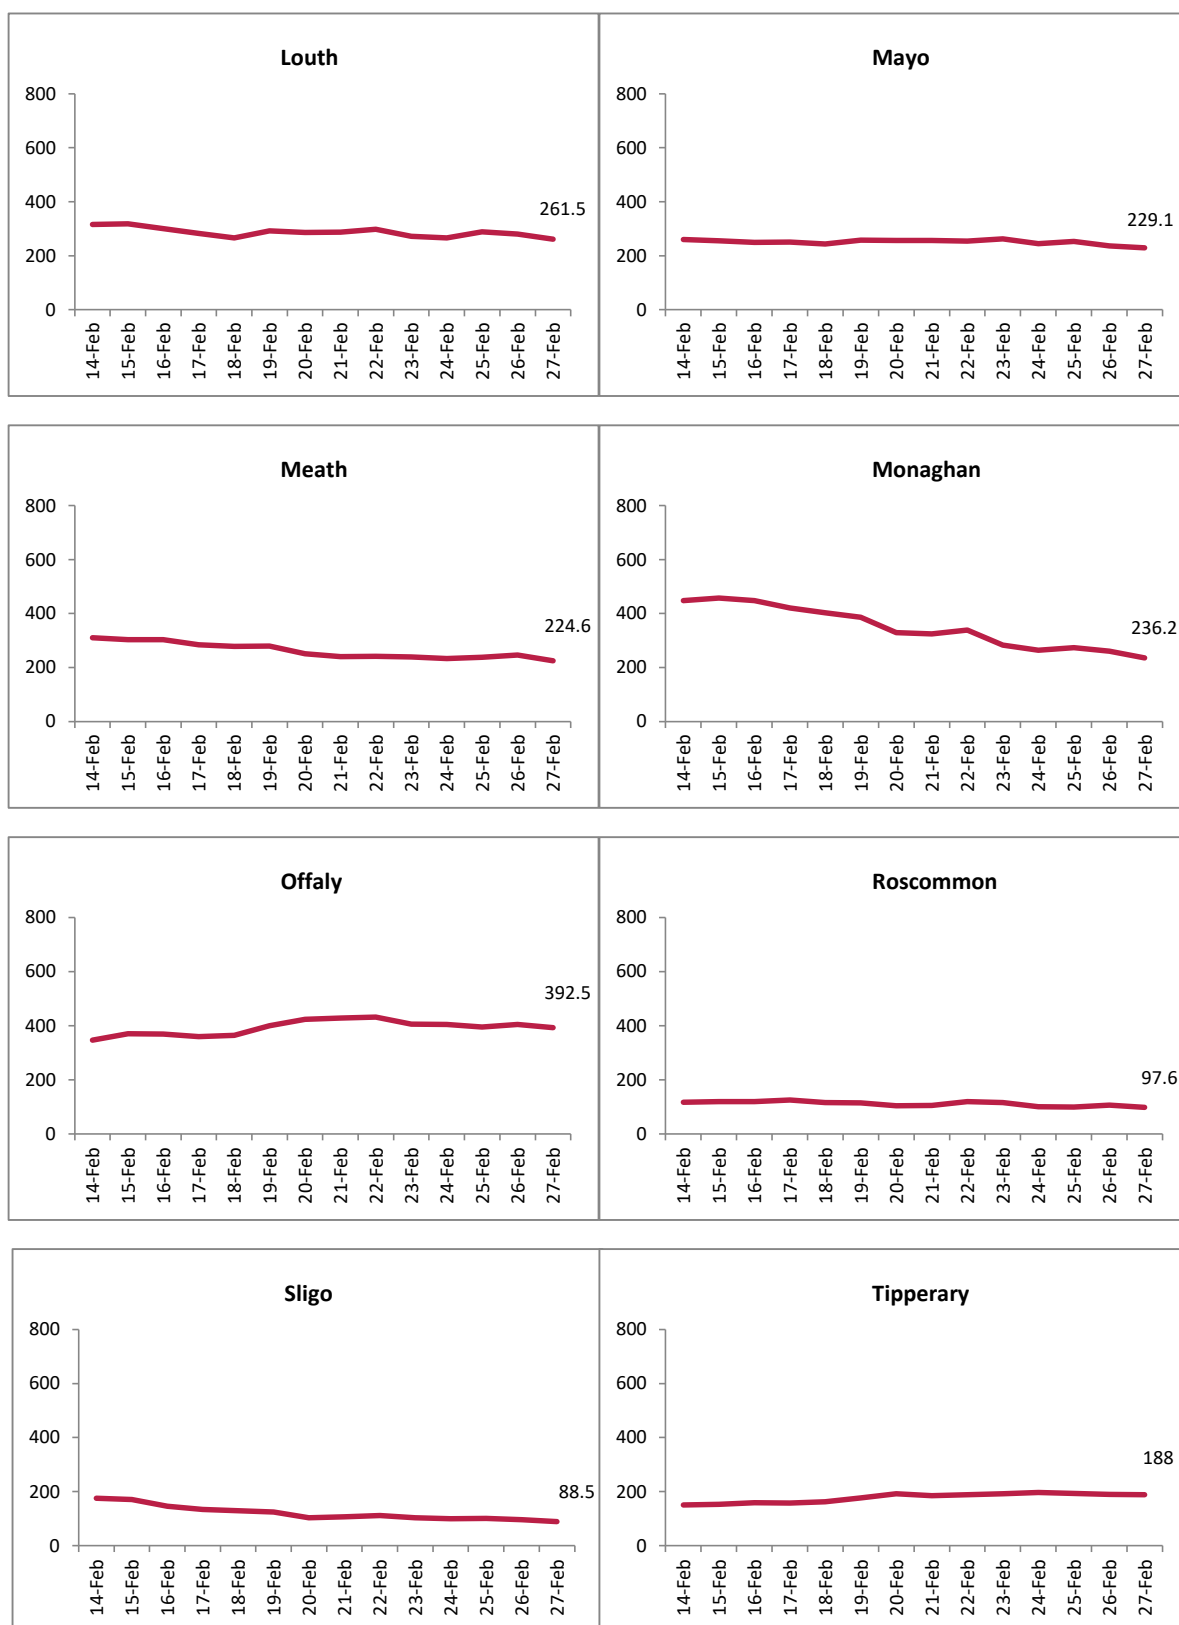 Louth
800
600
400
200
0
261.5
14-Feb
15-Feb
16-Feb
17-Feb
18-Feb
19-Feb
20-Feb
21-Feb
22-Feb
23-Feb
24-Feb
25-Feb
26-Feb
27-Feb
Mayo
800
600
400
200
0
229.1
14-Feb
15-Feb
16-Feb
17-Feb
18-Feb
19-Feb
20-Feb
21-Feb
22-Feb
23-Feb
24-Feb
25-Feb
26-Feb
27-Feb
Meath
800
600
400
200
0
224.6
14-Feb
15-Feb
16-Feb
17-Feb
18-Feb
19-Feb
20-Feb
21-Feb
22-Feb
23-Feb
24-Feb
25-Feb
26-Feb
27-Feb
Monaghan
800
600
400
200
0
236.2
14-Feb
15-Feb
16-Feb
17-Feb
18-Feb
19-Feb
20-Feb
21-Feb
22-Feb
23-Feb
24-Feb
25-Feb
26-Feb
27-Feb
Offaly
800
600
400
200
0
392.5
14-Feb
15-Feb
16-Feb
17-Feb
18-Feb
19-Feb
20-Feb
21-Feb
22-Feb
23-Feb
24-Feb
25-Feb
26-Feb
27-Feb
Roscommon
800
600
400
200
0
97.6
14-Feb
15-Feb
16-Feb
17-Feb
18-Feb
19-Feb
20-Feb
21-Feb
22-Feb
23-Feb
24-Feb
25-Feb
26-Feb
27-Feb
Sligo
800
600
400
200
0
88.5
14-Feb
15-Feb
16-Feb
17-Feb
18-Feb
19-Feb
20-Feb
21-Feb
22-Feb
23-Feb
24-Feb
25-Feb
26-Feb
27-Feb
Tipperary
800
600
400
200
0
188
14-Feb
15-Feb
16-Feb
17-Feb
18-Feb
19-Feb
20-Feb
21-Feb
22-Feb
23-Feb
24-Feb
25-Feb
26-Feb
27-Feb